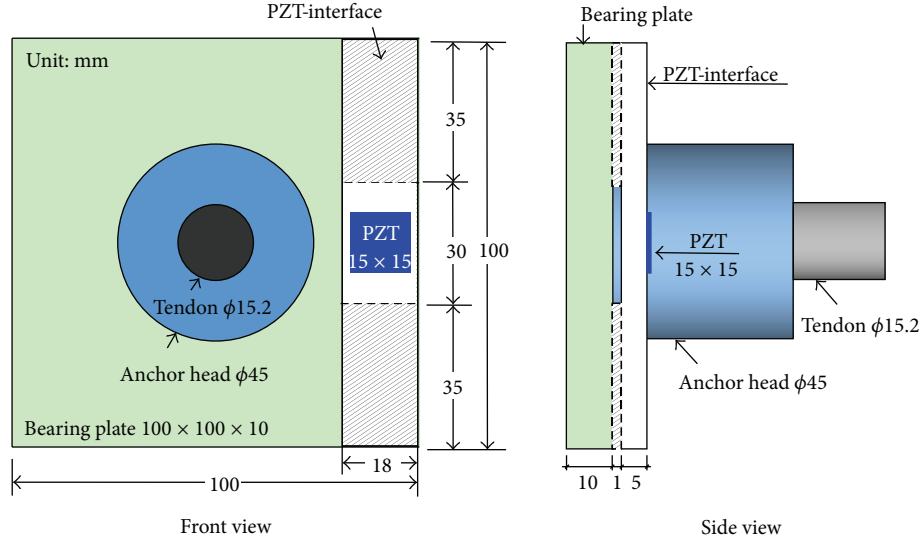 PZT-interface
Unit: mm
35
PZT
15 × 15
30
100
Tendon ϕ15.2
Anchor head ϕ45
35
Bearing plate 100 × 100 × 10
18
100
Front view
Bearing plate
PZT-interface
PZT
15 × 15
Tendon ϕ15.2
Anchor head ϕ45
10 1 5
Side view